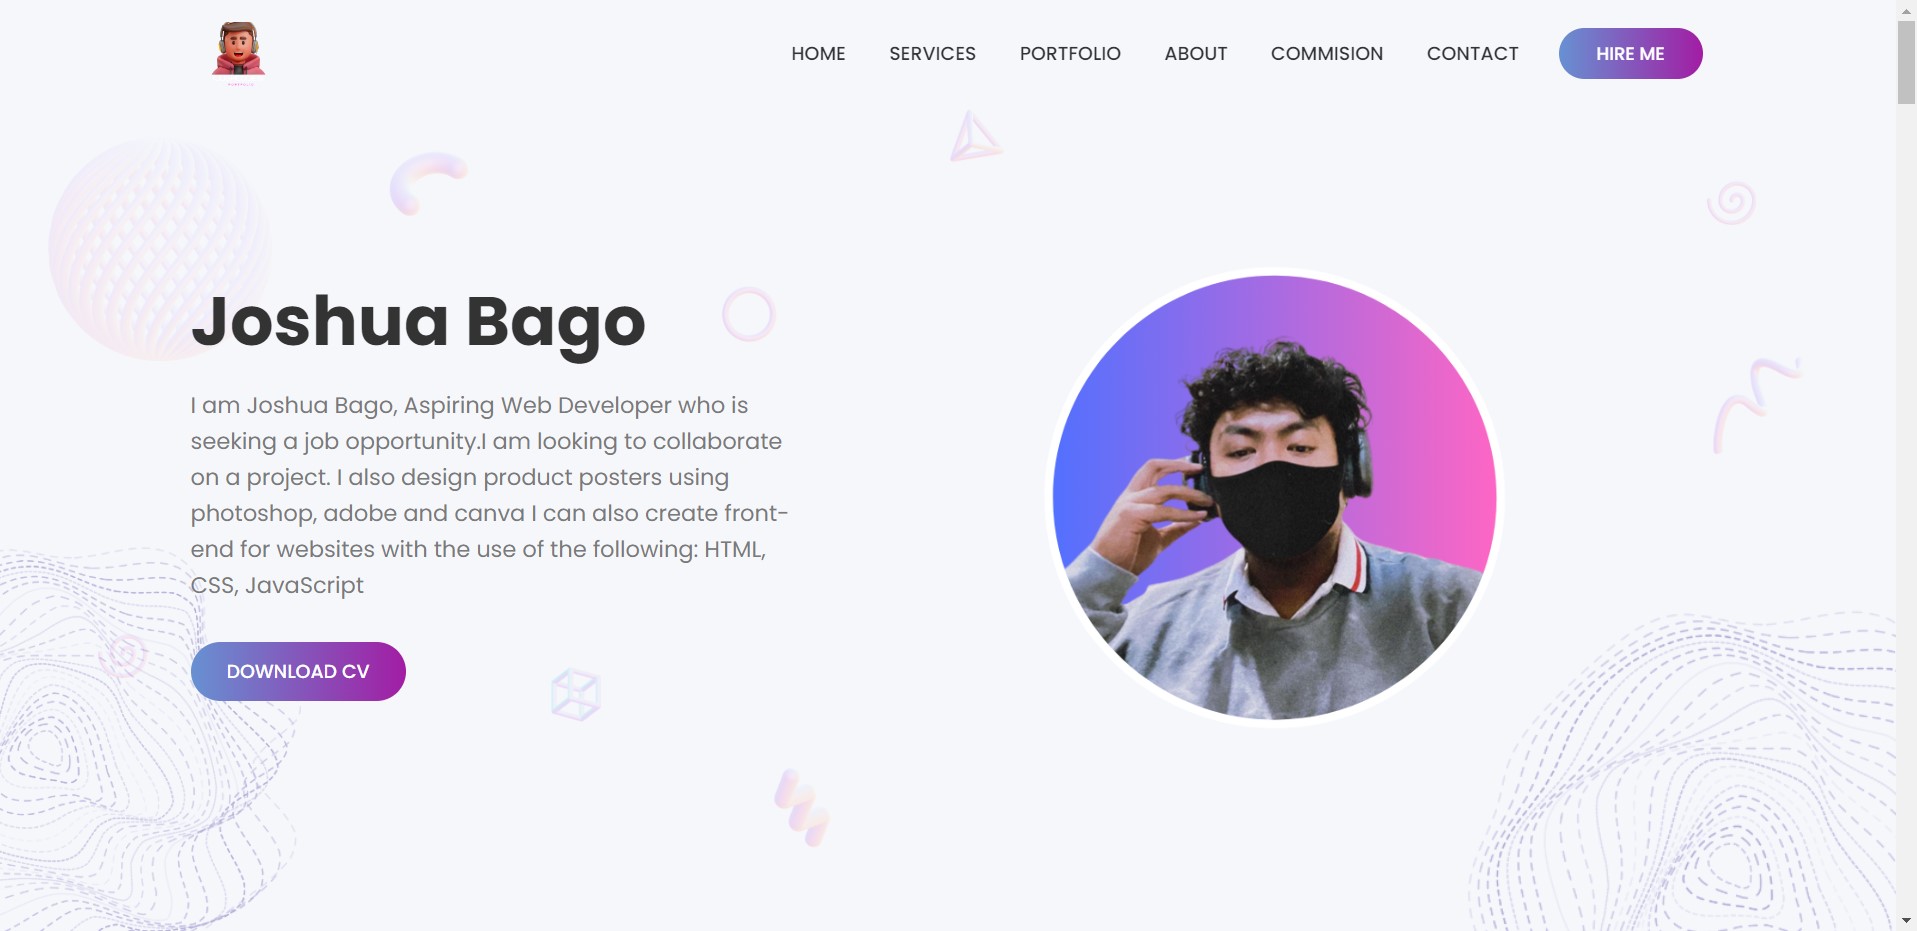 HOME SERVICES PORTFOLIO ABOUT COMMISION CONTACT HIRE ME
Joshua Bago
I am Joshua Bago, Aspiring Web Developer who is
seeking a job opportunity.I am looking to collaborate
on a project. I also design product posters using
photoshop, adobe and canva I can also create front-
end for websites with the use of the following: HTML,
CSS, JavaScript
DOWNLOAD CV